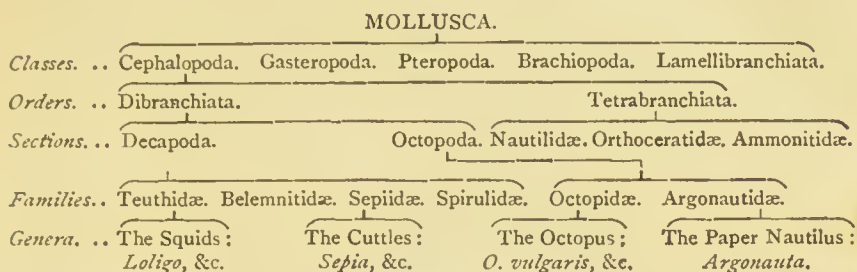 MOLLUSCA.
Classes. .. Cephalopoda. Gasteropoda. Pteropoda. Brachiopoda. Lamellibranchiata.
Orders. .. Dibranchiata. Tetrabranchiata.
Sections. .. Decapoda. Octopoda. Nautilidæ. Orthoceratidæ. Ammonitidæ.
Families.. Teuthidæ. Belemnitidæ. Sepiidæ. Spirulidæ. Octopidæ. Argonautidæ.
Genera. .. The Squids: The Cuttles: The Octopus; The Paper Nautilus:
Loligo, &c. Sepia, &c. O. vulgaris, &c. Argonauta.